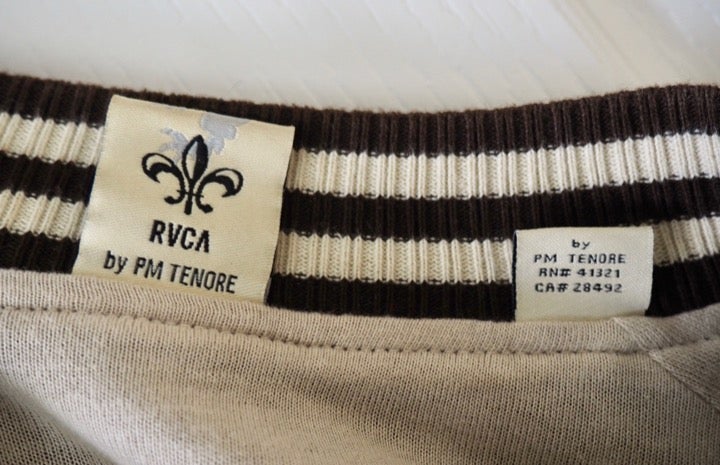 RVCA
by PM TENORE
by
PM TENORE
RN# 41321
CA# 28492